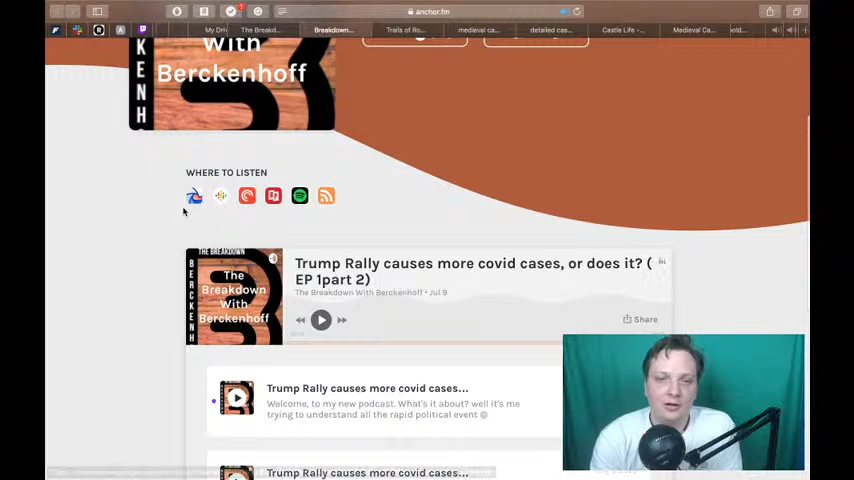 anchor.fm
My Dri
The Breakd...
Breakdown...
Trails of Ro...
medieval ca...
detailed cas...
Castle Life -...
Medieval Ca...
old...
With
Berckenhoff
K
E
N
H
WHERE TO LISTEN
THE BREAKDOWN
The
Breakdown
With
Berckenhoff
Trump Rally causes more covid cases, or does it? (
EP 1part 2)
The Breakdown With Berckenhoff • Jul 9
Share
Trump Rally causes more covid cases...
Welcome, to my new podcast. What's it about? well it's me
trying to understand all the rapid political event
Trump Rally causes more covid cases...